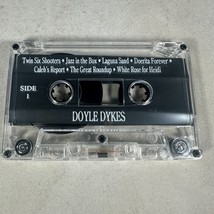 Twin Six Shooters • Jazz in the Box • Laguna Sand • Doerita Forever •
Caleb's Report • The Great Roundup • White Rose for Heidi
SIDE
1
DOYLE DYKES